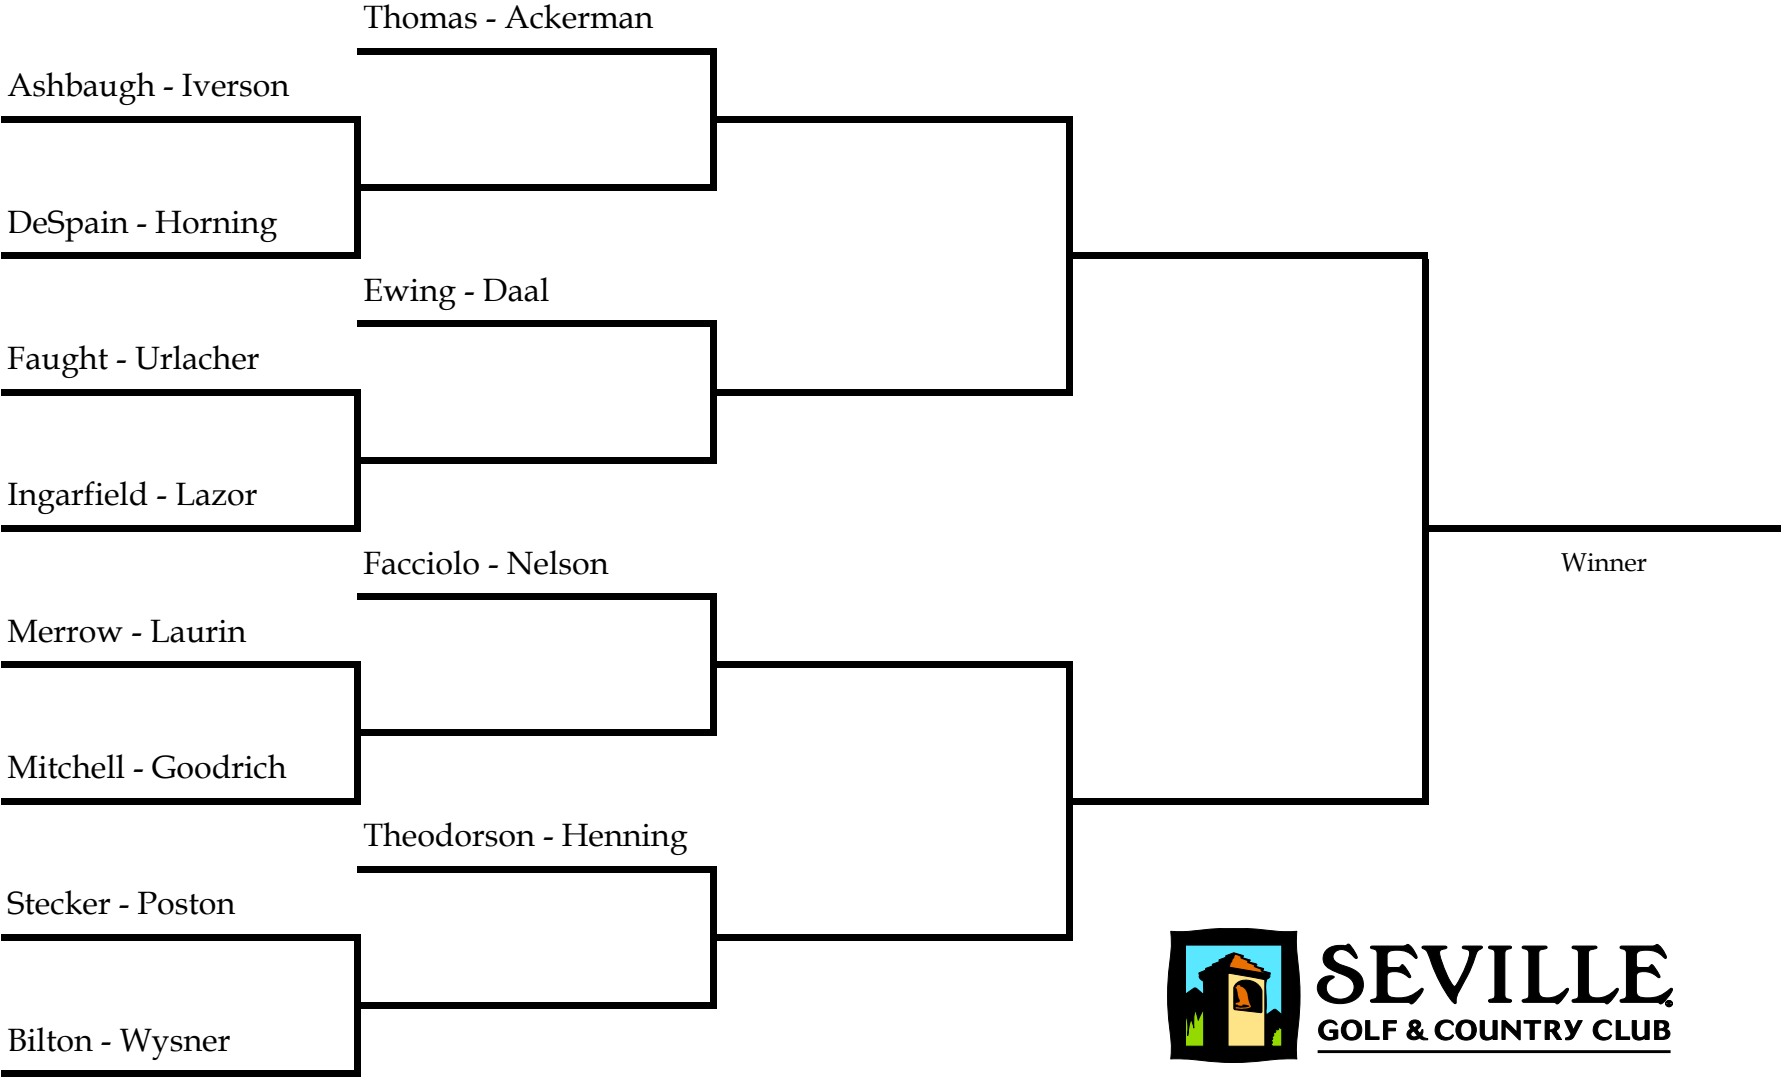 Thomas - Ackerman
Ashbaugh - Iverson
DeSpain - Horning
Ewing - Daal
Faught - Urlacher
Ingarfield - Lazor
Facciolo - Nelson
Winner
Merrow - Laurin
Mitchell - Goodrich
Theodorson - Henning
Stecker - Poston
Bilton - Wysner
SEVILLE
GOLF & COUNTRY CLUB